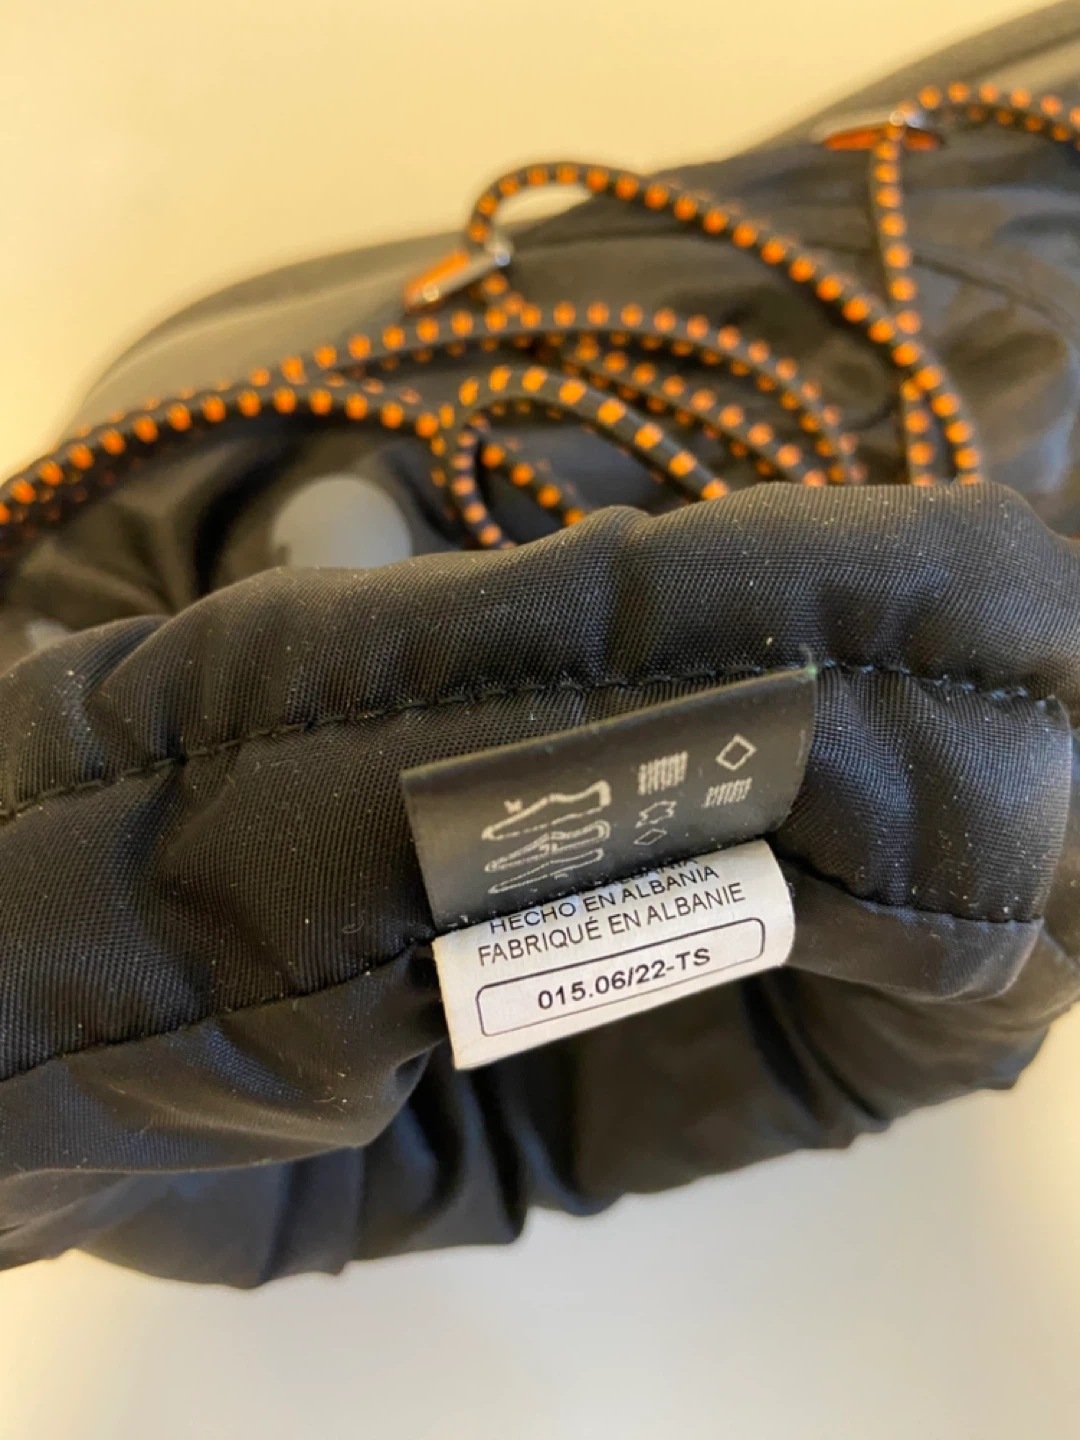 HECHO EN ALBANIA
FABRIQUÉ EN ALBANIE
015.06/22-TS